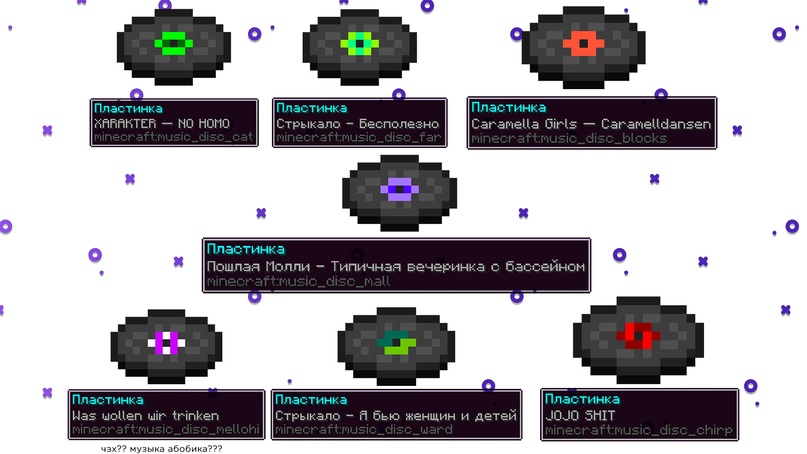 Пластинка
XARAKTER — NO HOMO
minecraft:music_disc_cat
Пластинка
Стрыкало - Бесполезно
minecraft:music_disc_far
Пластинка
Caramella Girls — Caramelldansen
minecraft:music_disc_blocks
Пластинка
Пошлая Молли - Типичная вечеринка с бассейном
minecraft:music_disc_mall
Пластинка
Was wollen wir trinken
minecraft:music_disc_mellohi
Пластинка
Стрыкало - Я бью женщин и детей
minecraft:music_disc_ward
Пластинка
JOJO SHIT
minecraft:music_disc_chirp
чзх?? музыка абобика???